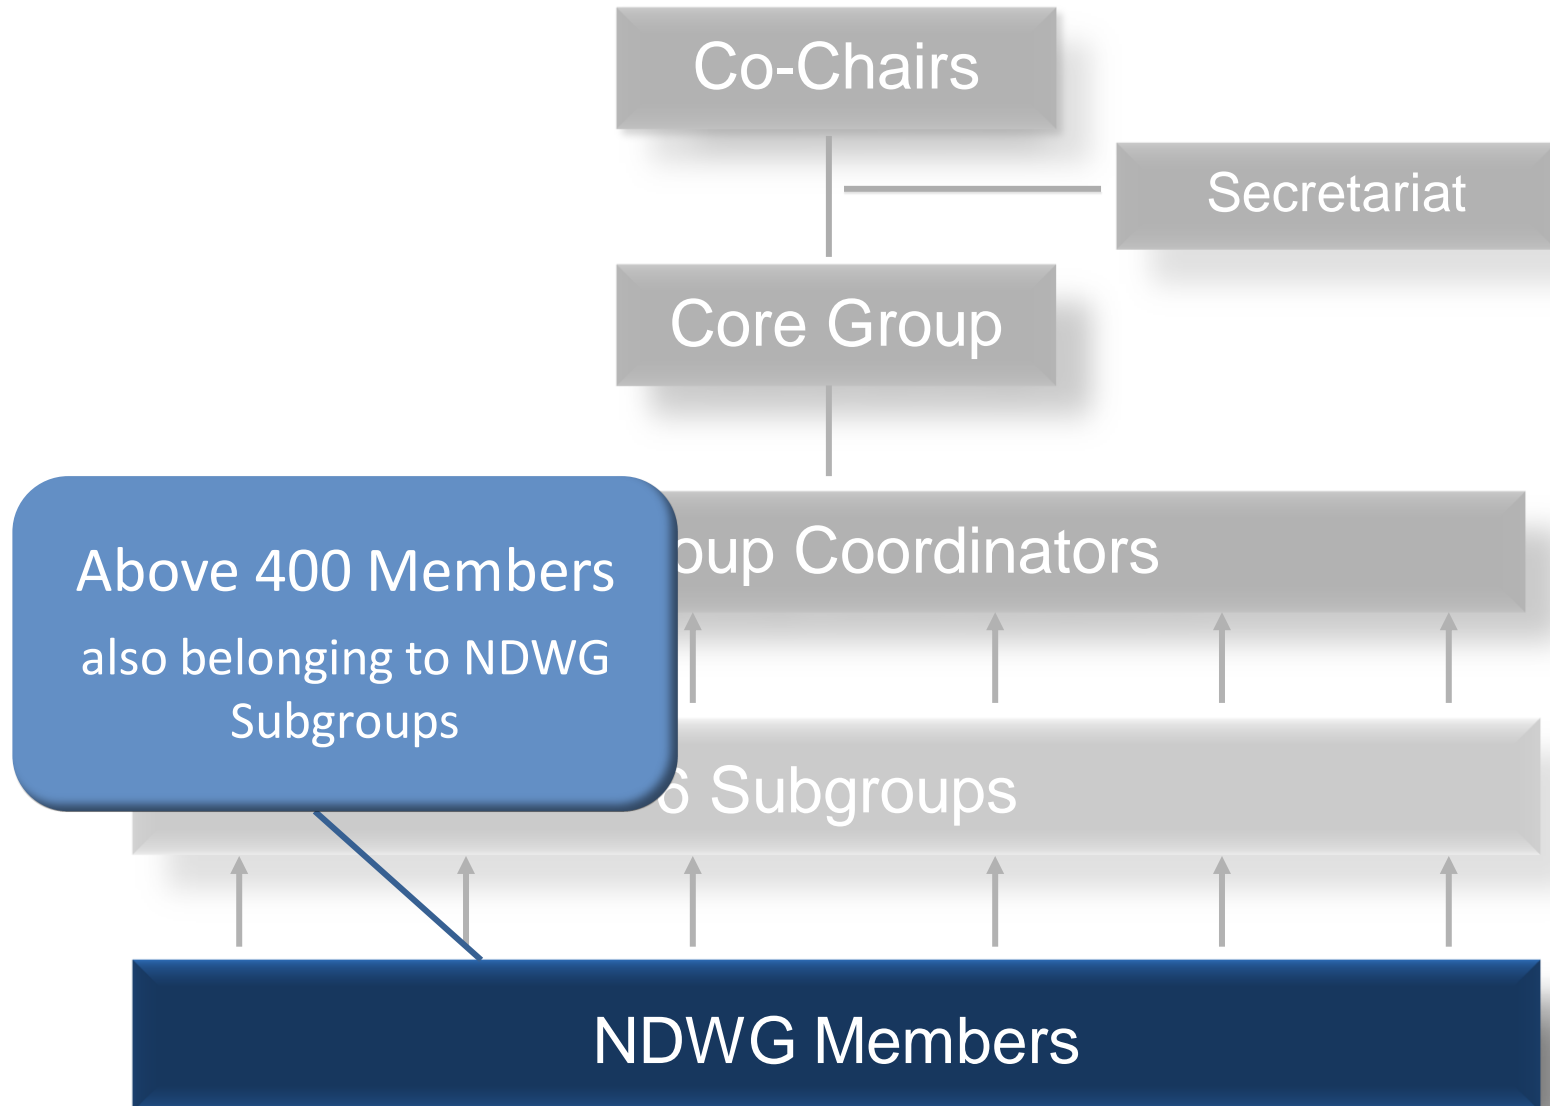 Co-Chairs
Secretariat
Core Group
oup Coordinators
Above 400 Members
also belonging to NDWG
Subgroups
6 Subgroups
NDWG Members